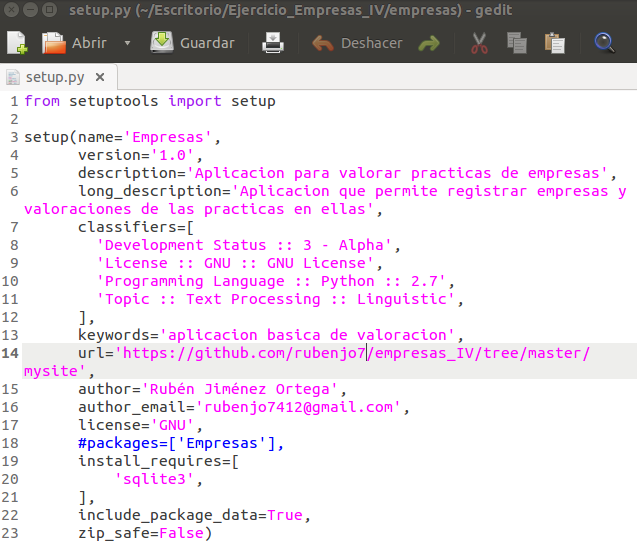 setup.py (~/Escritorio/Ejercicio_Empresas_IV/empresas) - gedit
Abrir Guardar Deshacer
setup.py ×
1 from setuptools import setup
2
3 setup(name='Empresas',
4 version='1.0',
5 description='Aplicacion para valorar practicas de empresas',
6 long_description='Aplicacion que permite registrar empresas y
valoraciones de las practicas en ellas',
7 classifiers=[
8 'Development Status :: 3 - Alpha',
9 'License :: GNU :: GNU License',
10 'Programming Language :: Python :: 2.7',
11 'Topic :: Text Processing :: Linguistic',
12 ],
13 keywords='aplicacion basica de valoracion',
14 url='https://github.com/rubenjo7/empresas_IV/tree/master/
mysite',
15 author='Rubén Jiménez Ortega',
16 author_email='rubenjo7412@gmail.com',
17 license='GNU',
18 #packages=['Empresas'],
19 install_requires=[
20 'sqlite3',
21 ],
22 include_package_data=True,
23 zip_safe=False)